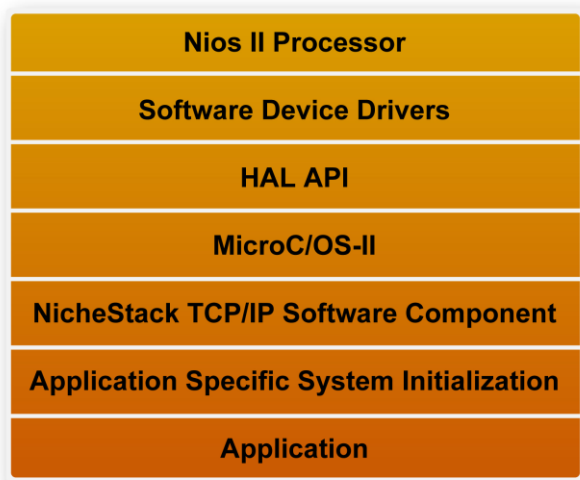 Nios II Processor
Software Device Drivers
HAL API
MicroC/OS-II
NicheStack TCP/IP Software Component
Application Specific System Initialization
Application